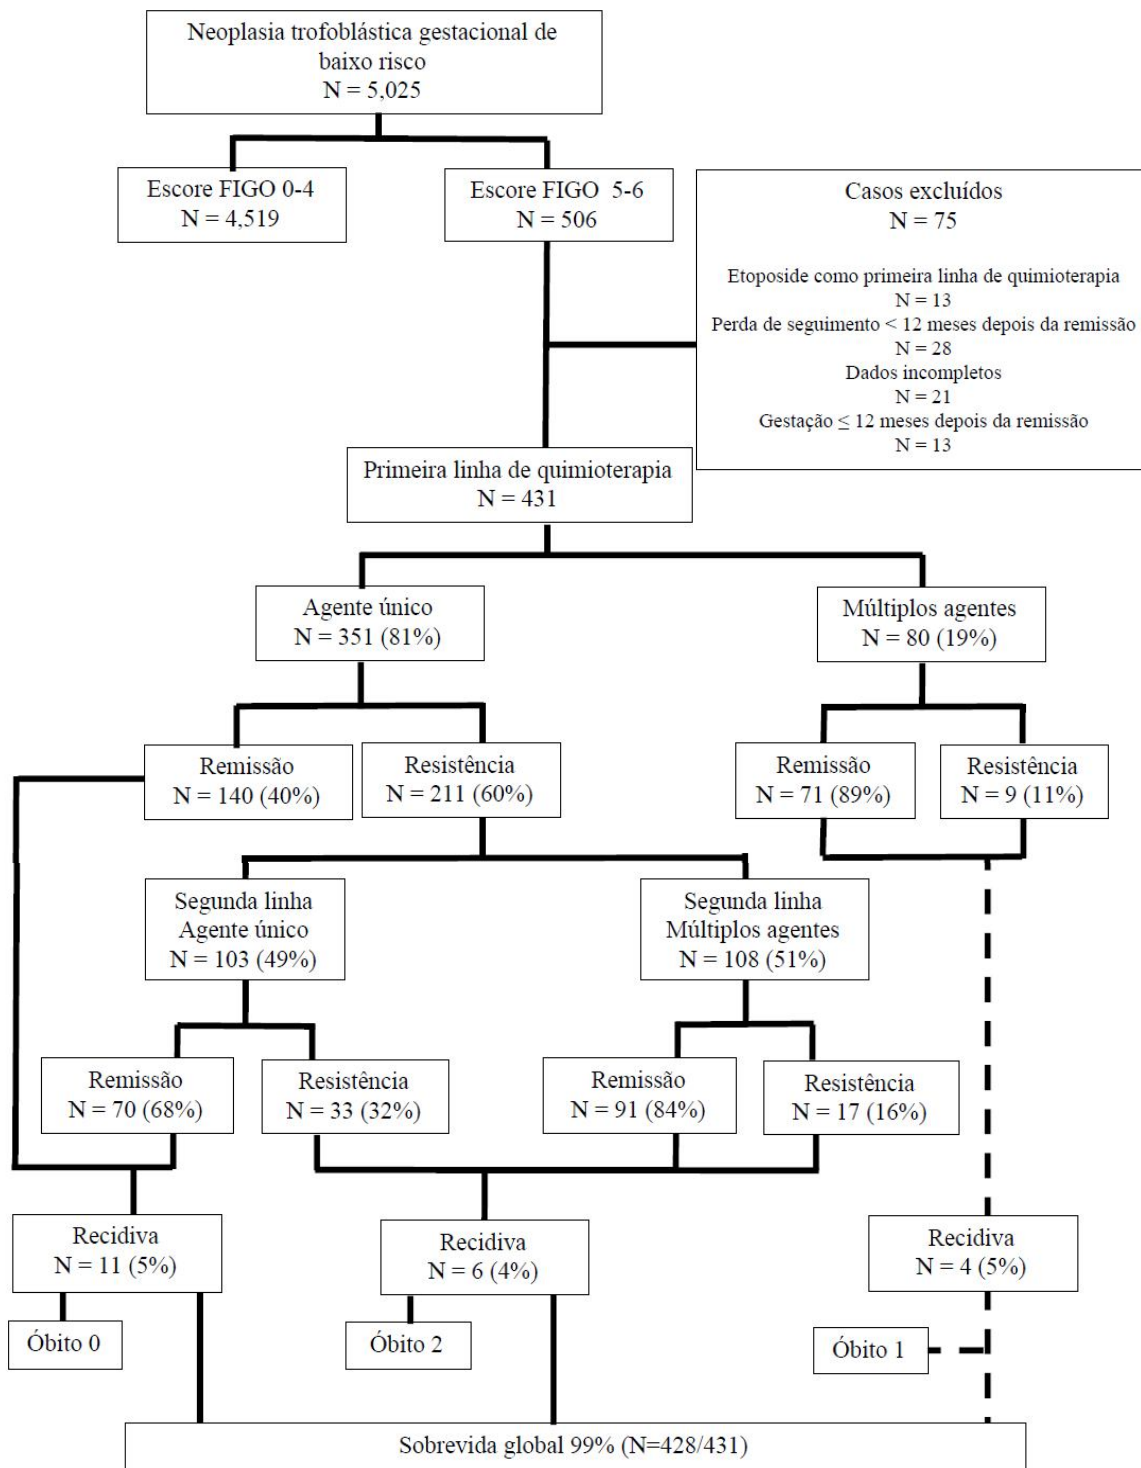 Neoplasia trofoblástica gestacional de
baixo risco
N = 5,025
Escore FIGO 0-4
N = 4,519
Escore FIGO  5-6
N = 506
Casos excluídos
N = 75
Etoposide como primeira linha de quimioterapia
N = 13
Perda de seguimento < 12 meses depois da remissão
N = 28
Dados incompletos
N = 21
Gestação ≤ 12 meses depois da remissão
N = 13
Primeira linha de quimioterapia
N = 431
Agente único
N = 351 (81%)
Múltiplos agentes
N = 80 (19%)
Remissão
N = 140 (40%)
Resistência
N = 211 (60%)
Remissão
N = 71 (89%)
Resistência
N = 9 (11%)
Segunda linha
Agente único
N = 103 (49%)
Segunda linha
Múltiplos agentes
N = 108 (51%)
Remissão
N = 70 (68%)
Resistência
N = 33 (32%)
Remissão
N = 91 (84%)
Resistência
N = 17 (16%)
Recidiva
N = 11 (5%)
Recidiva
N = 6 (4%)
Recidiva
N = 4 (5%)
Óbito 0
Óbito 2
Óbito 1
Sobrevida global 99% (N=428/431)